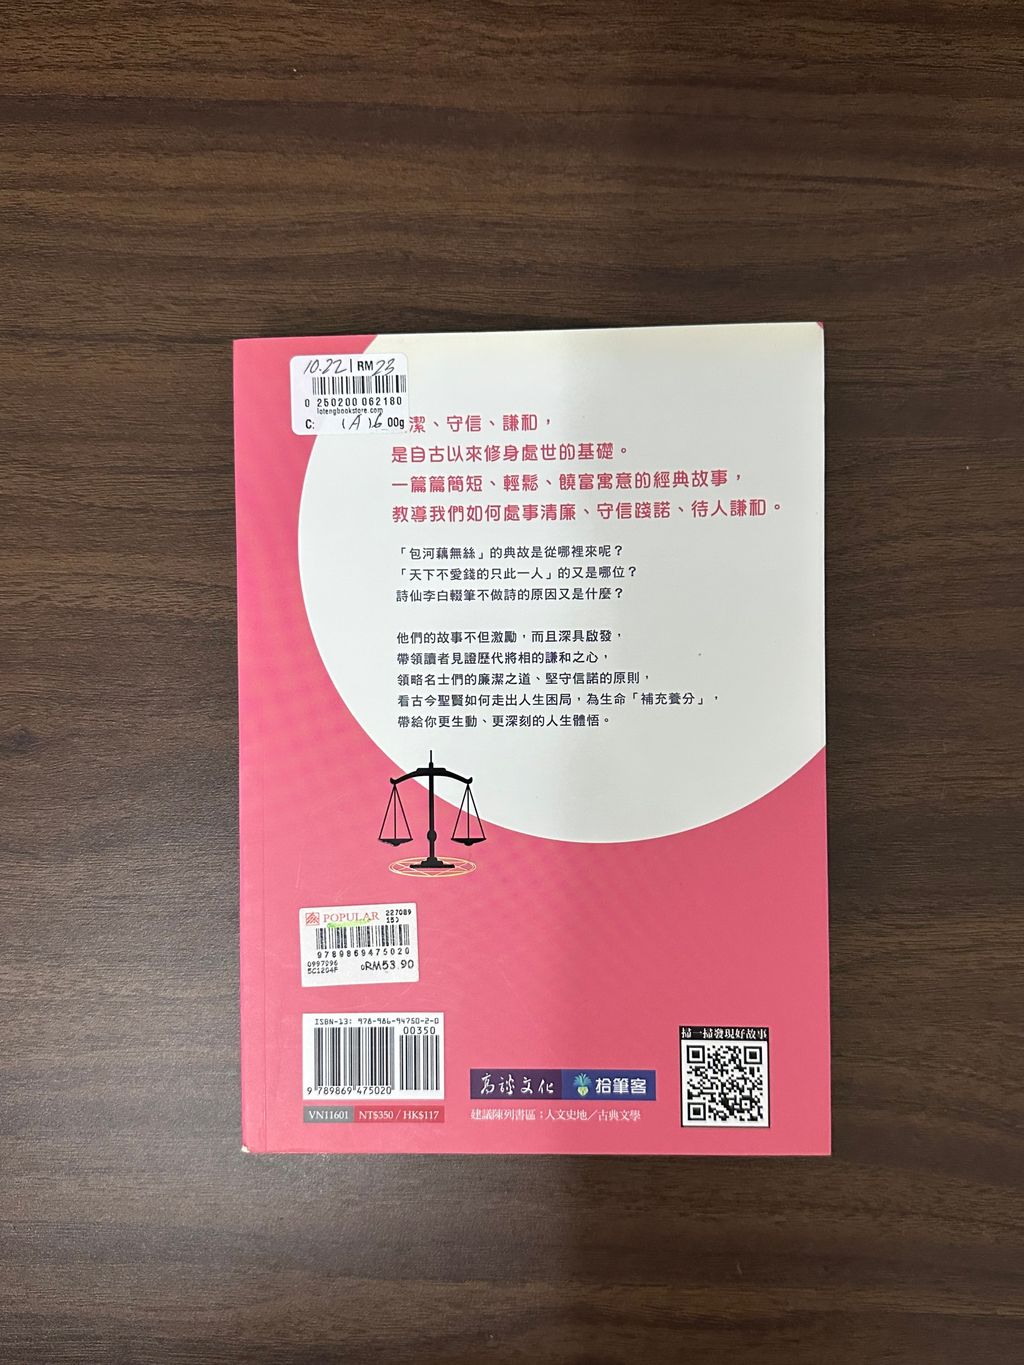 10.22 | RM 23
0 250200 062180
lotengbookstore.com
C: (A) 16.00g
潔、守信、謙和，
是自古以來修身處世的基礎。
一篇篇簡短、輕鬆、饒富寓意的經典故事，
教導我們如何處事清廉、守信踐諾、待人謙和。
「包河藕無絲」的典故是從哪裡來呢？
「天下不愛錢的只此一人」的又是哪位？
詩仙李白輟筆不做詩的原因又是什麼？
他們的故事不但激勵，而且深具啟發，
帶領讀者見證歷代將相的謙和之心，
領略名士們的廉潔之道、堅守信諾的原則，
看古今聖賢如何走出人生困局，為生命「補充養分」，
帶給你更生動、更深刻的人生體悟。
POPULAR 227089
9789869475020
0997096
SC1204F RM53.90
ISBN-13: 978-986-94750-2-0
00350
9 789869 475020
VN11601 NT$350 / HK$117
高談文化 拾筆客
建議陳列書區：人文史地／古典文學
掃一掃發現好故事